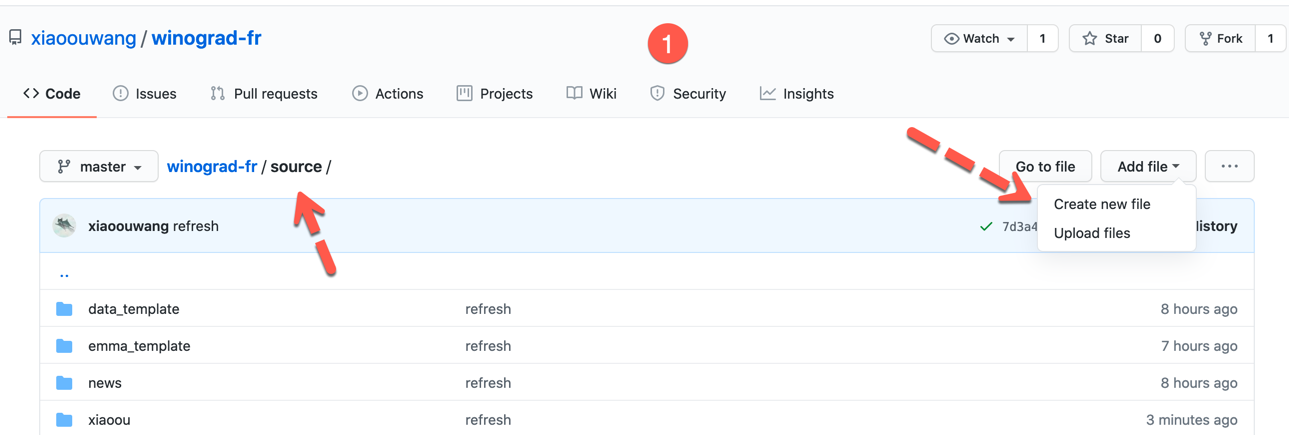 xiaoouwang / winograd-fr
1
Watch 1 Star 0 Fork 1
Code Issues Pull requests Actions Projects Wiki Security Insights
master winograd-fr / source / Go to file Add file ...
Create new file
Upload files
xiaoouwang refresh 7d3a4 History
..
data_template refresh 8 hours ago
emma_template refresh 7 hours ago
news refresh 8 hours ago
xiaoou refresh 3 minutes ago